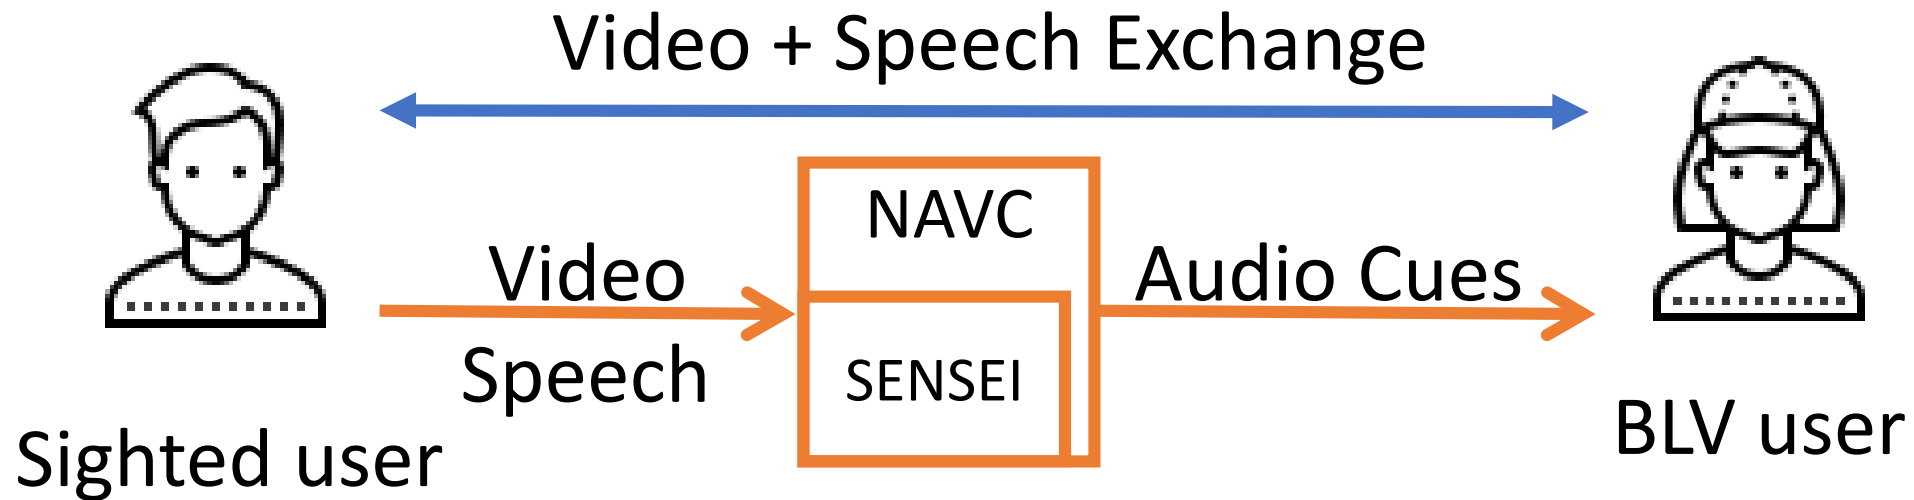 Video + Speech Exchange
NAVC
Video
Audio Cues
Speech
SENSEI
Sighted user
BLV user